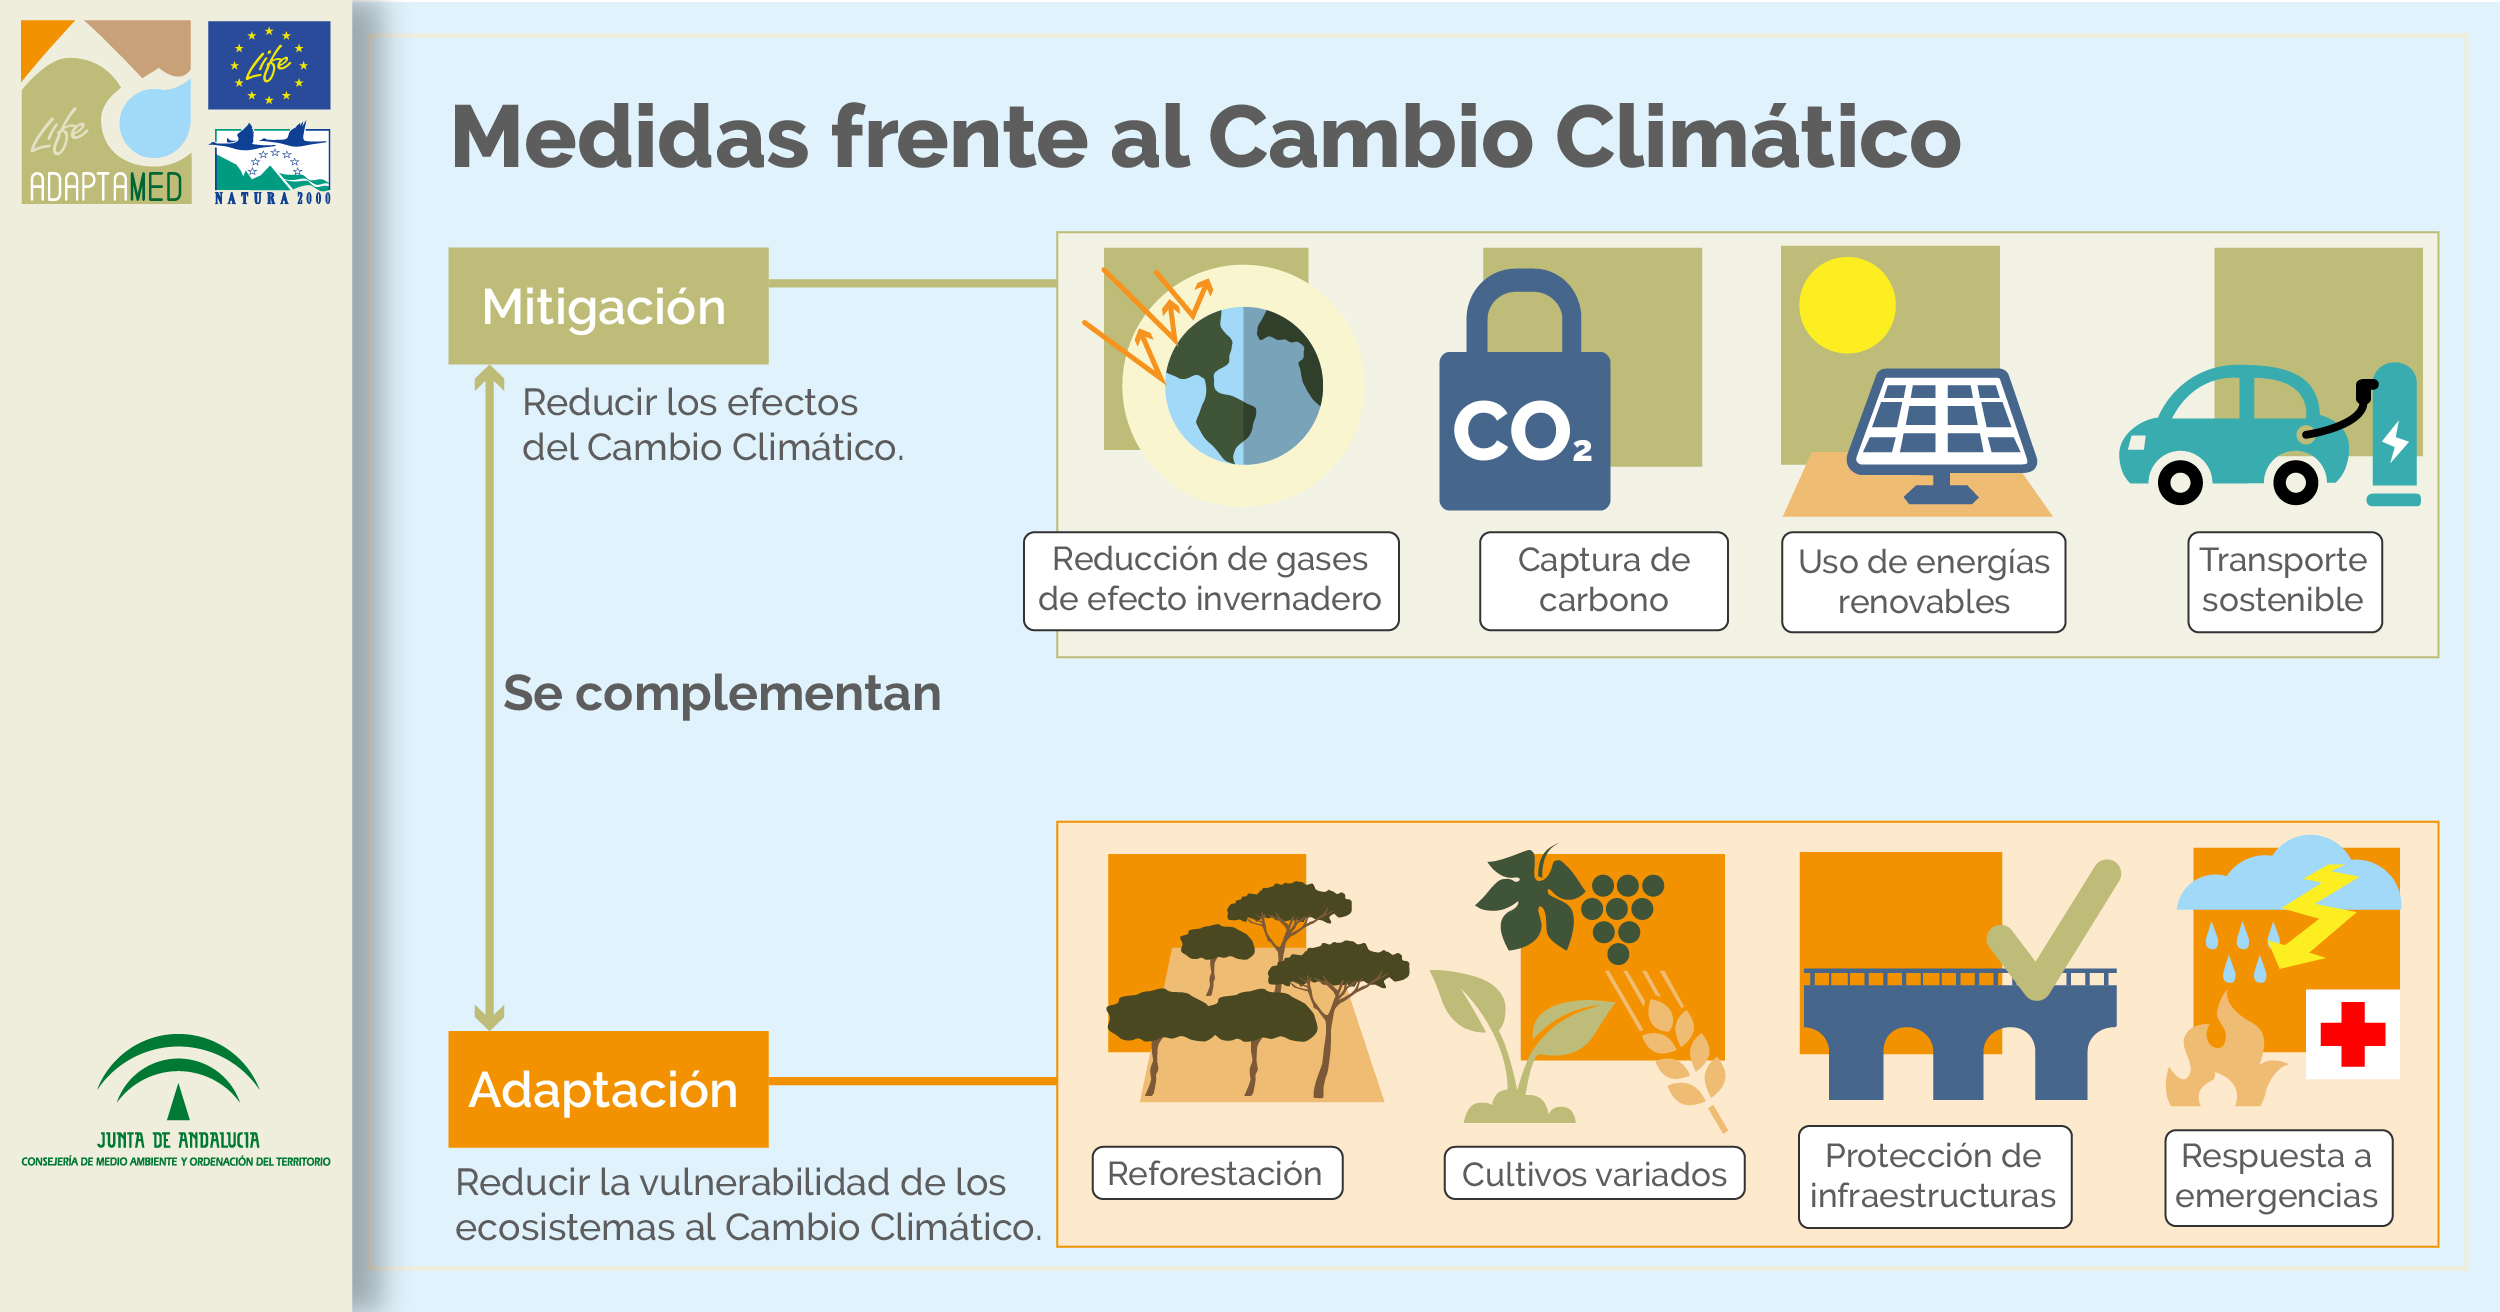 Life
ADAPTAMED
Life
NATURA 2000
Medidas frente al Cambio Climático
Mitigación
Reducir los efectos
del Cambio Climático.
CO₂
Reducción de gases
de efecto invernadero
Captura de
carbono
Uso de energías
renovables
Transporte
sostenible
Se complementan
Adaptación
Reducir la vulnerabilidad de los
ecosistemas al Cambio Climático.
Reforestación
Cultivos variados
Protección de
infraestructuras
Respuesta a
emergencias
JUNTA DE ANDALUCIA
CONSEJERÍA DE MEDIO AMBIENTE Y ORDENACIÓN DEL TERRITORIO